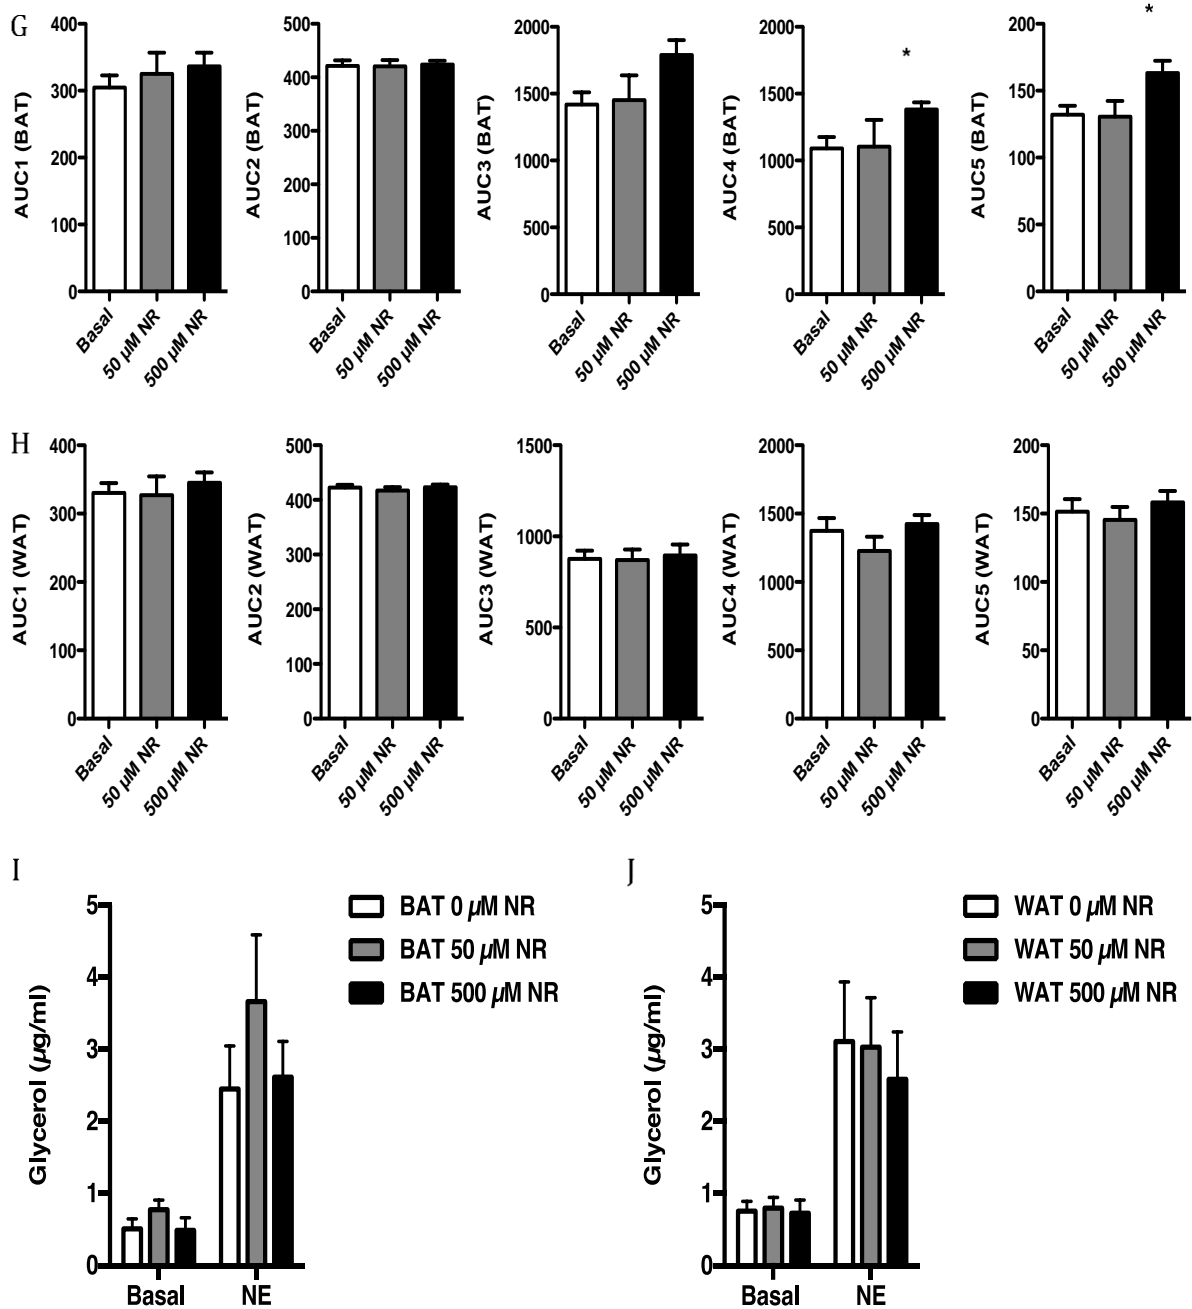 G
AUC1 (BAT)
400
300
200
100
0
Basal
50 µM NR
500 µM NR
AUC2 (BAT)
500
400
300
200
100
0
Basal
50 µM NR
500 µM NR
AUC3 (BAT)
2000
1500
1000
500
0
Basal
50 µM NR
500 µM NR
AUC4 (BAT)
2000
1500
1000
500
0
*
Basal
50 µM NR
500 µM NR
AUC5 (BAT)
200
150
100
50
0
*
Basal
50 µM NR
500 µM NR
H
AUC1 (WAT)
400
300
200
100
0
Basal
50 µM NR
500 µM NR
AUC2 (WAT)
500
400
300
200
100
0
Basal
50 µM NR
500 µM NR
AUC3 (WAT)
1500
1000
500
0
Basal
50 µM NR
500 µM NR
AUC4 (WAT)
2000
1500
1000
500
0
Basal
50 µM NR
500 µM NR
AUC5 (WAT)
200
150
100
50
0
Basal
50 µM NR
500 µM NR
I
Glycerol (µg/ml)
5
4
3
2
1
0
Basal
NE
BAT 0 µM NR
BAT 50 µM NR
BAT 500 µM NR
J
Glycerol (µg/ml)
5
4
3
2
1
0
Basal
NE
WAT 0 µM NR
WAT 50 µM NR
WAT 500 µM NR